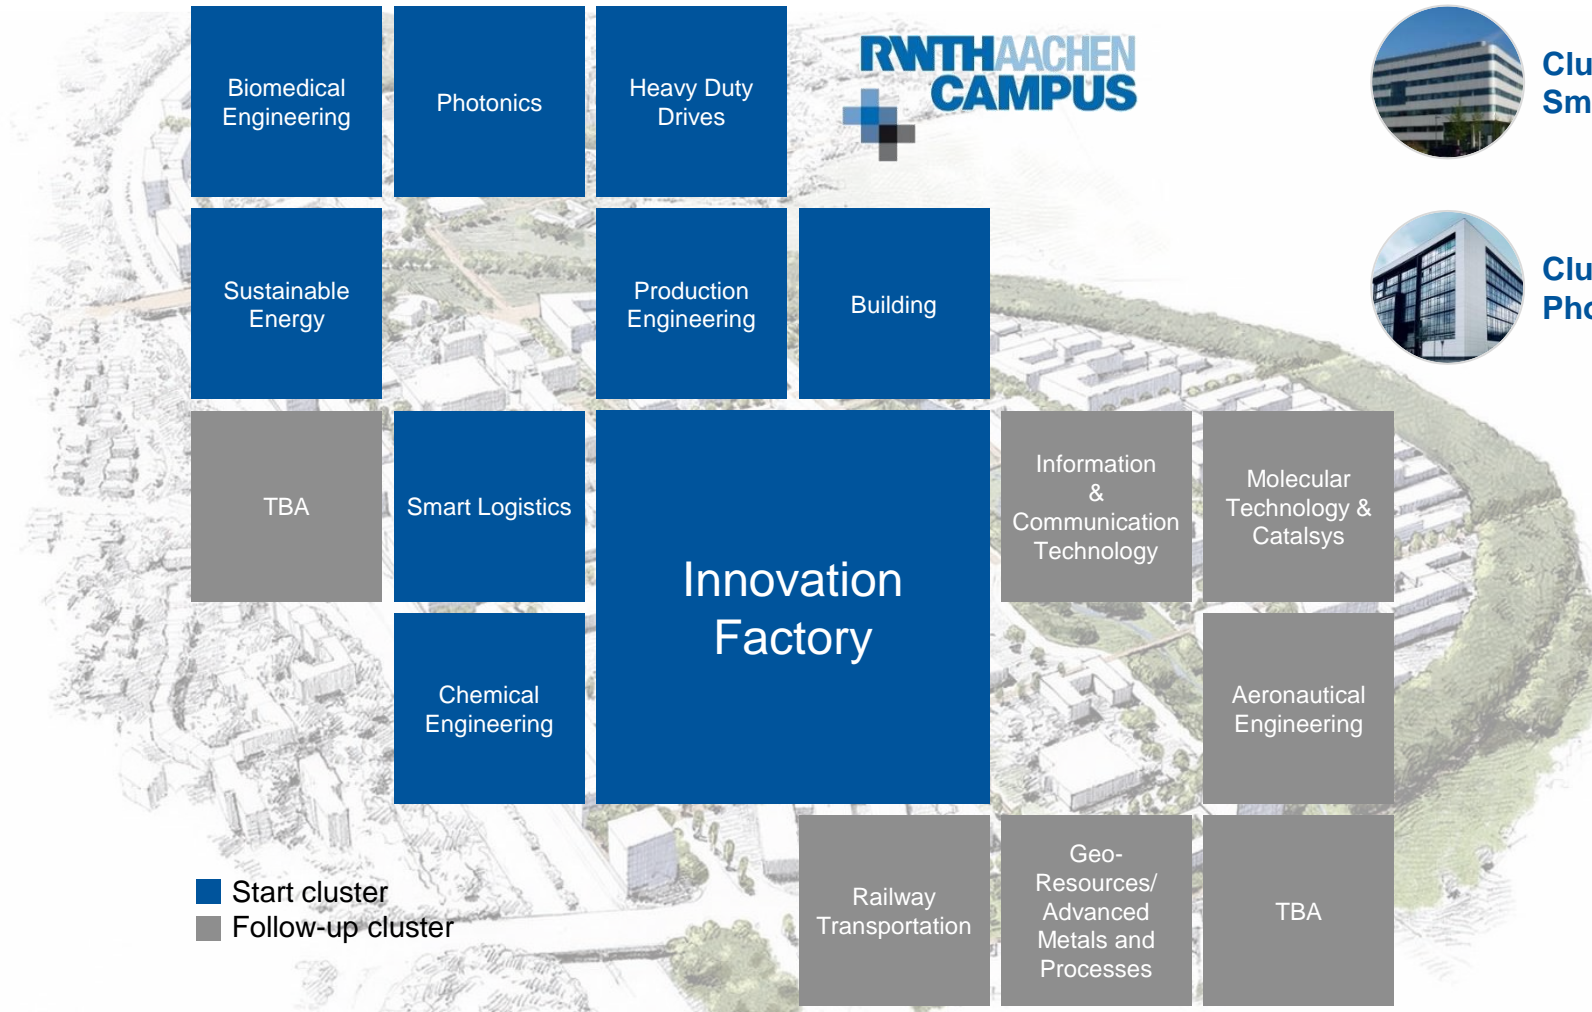 Biomedical
Engineering
Photonics
Heavy Duty
Drives
RWTHAACHEN
CAMPUS
Sustainable
Energy
Production
Engineering
Building
TBA
Smart Logistics
Innovation
Factory
Information
&
Communication
Technology
Molecular
Technology &
Catalsys
Chemical
Engineering
Aeronautical
Engineering
Railway
Transportation
Geo-
Resources/
Advanced
Metals and
Processes
TBA
Start cluster
Follow-up cluster